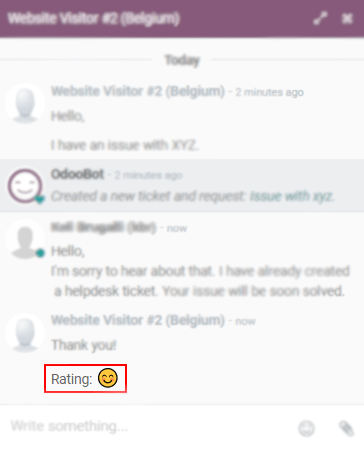 Website Visitor #2 (Belgium)
Today
Website Visitor #2 (Belgium) - 2 minutes ago
Hello,
I have an issue with XYZ.
OdooBot - 2 minutes ago
Created a new ticket and request: Issue with xyz.
Keti Brugalli (kbr) - now
Hello,
I'm sorry to hear about that. I have already created
a helpdesk ticket. Your issue will be soon solved.
Website Visitor #2 (Belgium) - now
Thank you!
Rating: 😊
Write something...